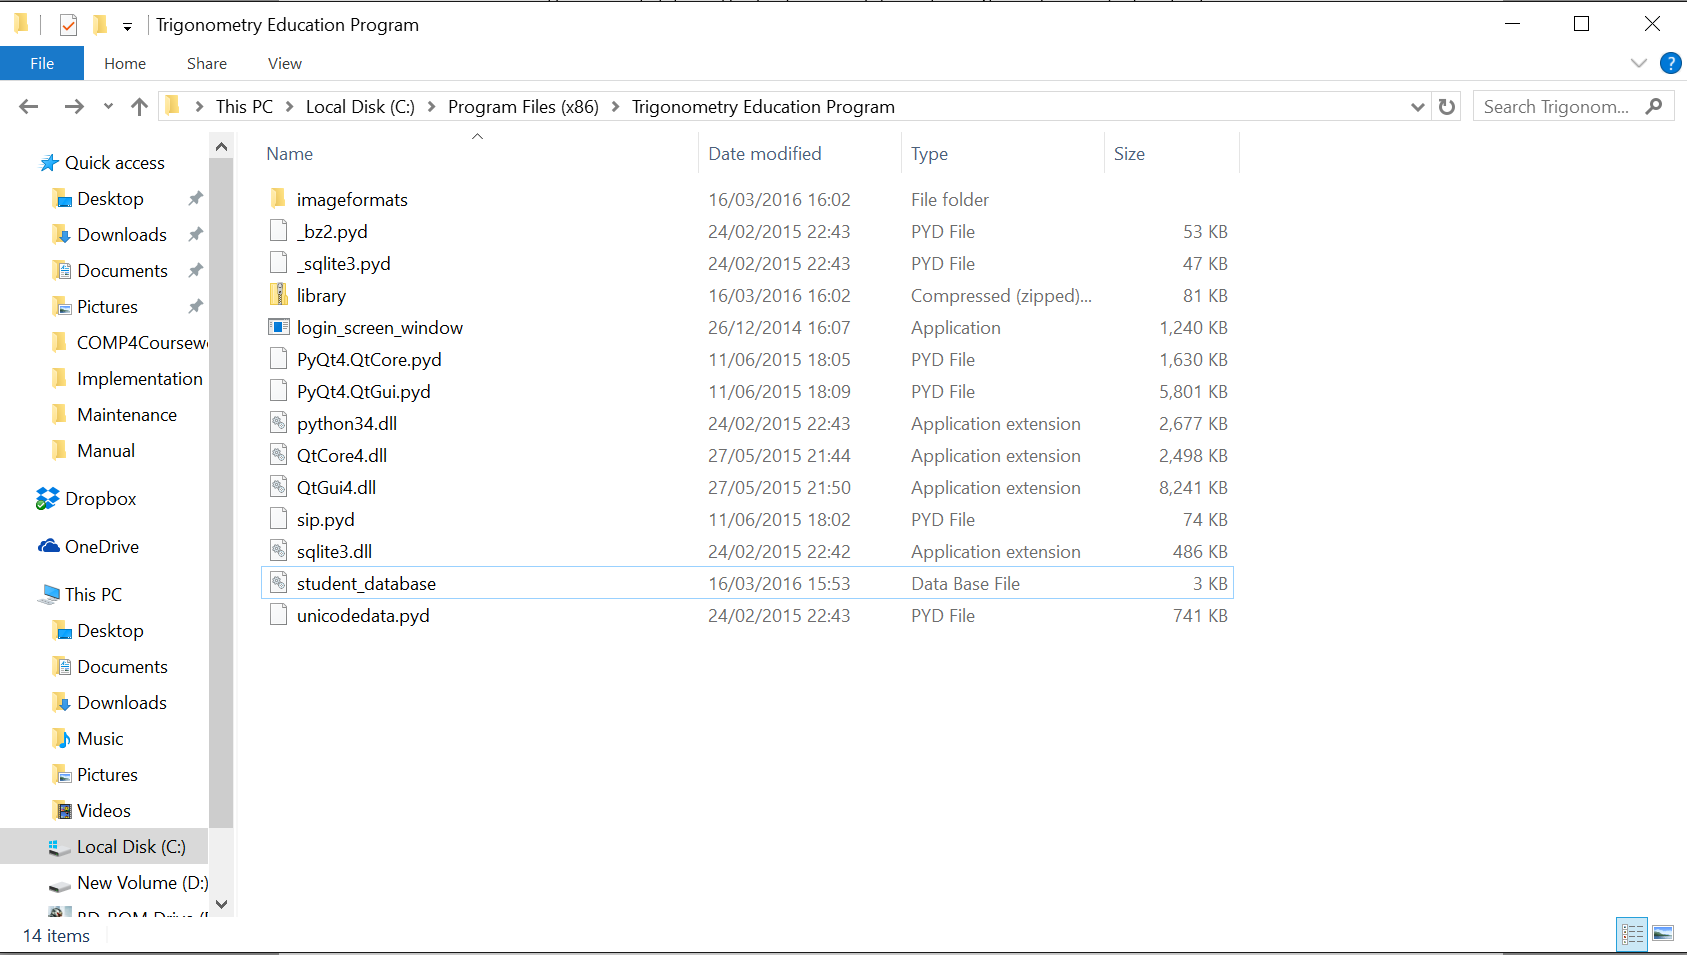 Trigonometry Education Program
File Home Share View
?
This PC Local Disk (C:) Program Files (x86) Trigonometry Education Program Search Trigonom...
Name Date modified Type Size
Quick access
Desktop
Downloads
Documents
Pictures
COMP4Coursew
Implementation
Maintenance
Manual
Dropbox
OneDrive
This PC
Desktop
Documents
Downloads
Music
Pictures
Videos
Local Disk (C:)
New Volume (D:)
imageformats 16/03/2016 16:02 File folder
_bz2.pyd 24/02/2015 22:43 PYD File 53 KB
_sqlite3.pyd 24/02/2015 22:43 PYD File 47 KB
library 16/03/2016 16:02 Compressed (zipped)... 81 KB
login_screen_window 26/12/2014 16:07 Application 1,240 KB
PyQt4.QtCore.pyd 11/06/2015 18:05 PYD File 1,630 KB
PyQt4.QtGui.pyd 11/06/2015 18:09 PYD File 5,801 KB
python34.dll 24/02/2015 22:43 Application extension 2,677 KB
QtCore4.dll 27/05/2015 21:44 Application extension 2,498 KB
QtGui4.dll 27/05/2015 21:50 Application extension 8,241 KB
sip.pyd 11/06/2015 18:02 PYD File 74 KB
sqlite3.dll 24/02/2015 22:42 Application extension 486 KB
student_database 16/03/2016 15:53 Data Base File 3 KB
unicodedata.pyd 24/02/2015 22:43 PYD File 741 KB
14 items